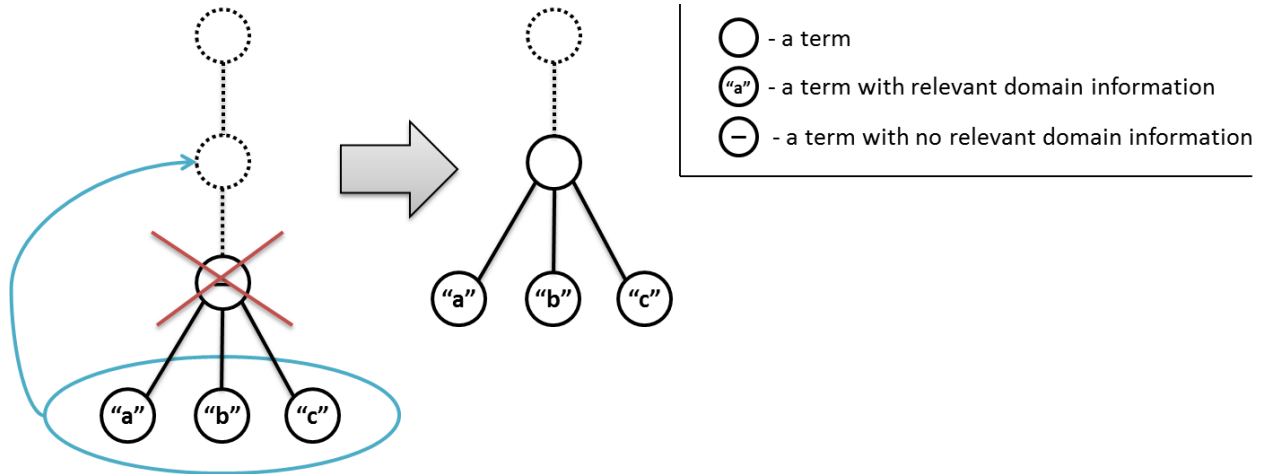 - a term
“a” - a term with relevant domain information
– - a term with no relevant domain information
–
“a” “b” “c”
“a” “b” “c”